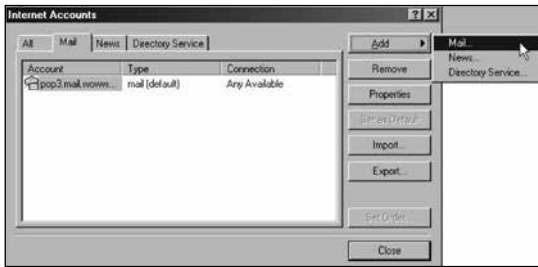 Internet Accounts
All Mail News Directory Service
Account Type Connection
pop3.mail.woww... mail (default) Any Available
Add
Remove
Properties
Set as Default
Import...
Export...
Set Order...
Close
Mail...
News...
Directory Service...